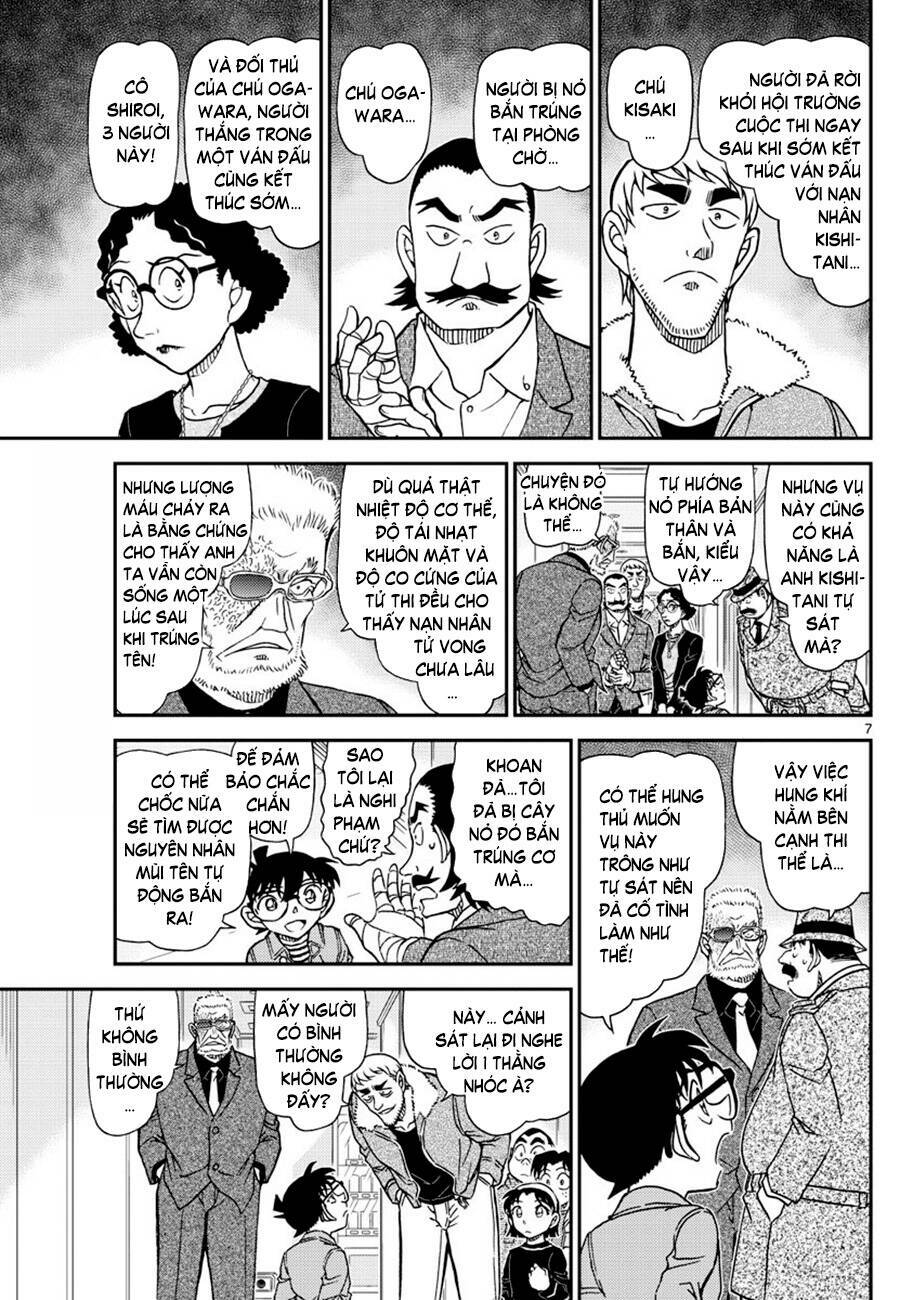 NGƯỜI ĐÃ RỜI
KHỎI HỘI TRƯỜNG
CUỘC THI NGAY
SAU KHI SỚM KẾT
THÚC VÁN ĐẤU
VỚI NẠN
NHÂN
KISHI-
TANI...
CHÚ
KISAKI
...
NGƯỜI BỊ NỎ
BẮN TRÚNG
TẠI PHÒNG
CHỜ...
CHÚ OGA-
WARA...
VÀ ĐỐI THỦ
CỦA CHÚ OGA-
WARA, NGƯỜI
THẮNG TRONG
MỘT VÁN ĐẤU
CŨNG KẾT
THÚC SỚM...
CÔ
SHIROI,
3 NGƯỜI
NÀY!
NHƯNG VỤ
NÀY CŨNG
CÓ KHẢ
NĂNG LÀ
ANH KISHI-
TANI TỰ
SÁT
MÀ?
TỰ HƯỚNG
NỎ PHÍA BẢN
THÂN VÀ
BẮN, KIỂU
VẬY...
CHUYỆN ĐÓ
LÀ KHÔNG
THỂ...
DÙ QUẢ THẬT
NHIỆT ĐỘ CƠ THỂ,
ĐỘ TÁI NHẠT
KHUÔN MẶT VÀ
ĐỘ CO CỨNG CỦA
TỬ THI ĐỀU CHO
THẤY NẠN NHÂN
TỬ VONG
CHƯA LÂU
...
NHƯNG LƯỢNG
MÁU CHẢY RA
LÀ BẰNG CHỨNG
CHO THẤY ANH
TA VẪN CÒN
SỐNG MỘT
LÚC SAU
KHI TRÚNG
TÊN!
7
VẬY VIỆC
HUNG KHÍ
NẰM BÊN
CẠNH THI
THỂ LÀ...
CÓ THỂ HUNG
THỦ MUỐN
VỤ NÀY
TRÔNG NHƯ
TỰ SÁT NÊN
ĐÃ CỐ TÌNH
LÀM NHƯ
THẾ!
KHOAN
ĐÃ...TÔI
ĐÃ BỊ CÂY
NỎ ĐÓ BẮN
TRÚNG CƠ
MÀ...
SAO
TÔI LẠI
LÀ NGHI
PHẠM
CHỨ?
ĐỂ ĐẢM
BẢO CHẮC
CHẮN
HƠN!
CÓ THỂ
CHỐC NỮA
SẼ TÌM ĐƯỢC
NGUYÊN NHÂN
MŨI TÊN TỰ
ĐỘNG BẮN
RA!
NÀY... CẢNH
SÁT LẠI ĐI NGHE
LỜI 1 THẰNG
NHÓC À?
MẤY NGƯỜI
CÓ BÌNH
THƯỜNG
KHÔNG
ĐẤY?
THỨ
KHÔNG
BÌNH
THƯỜNG
...